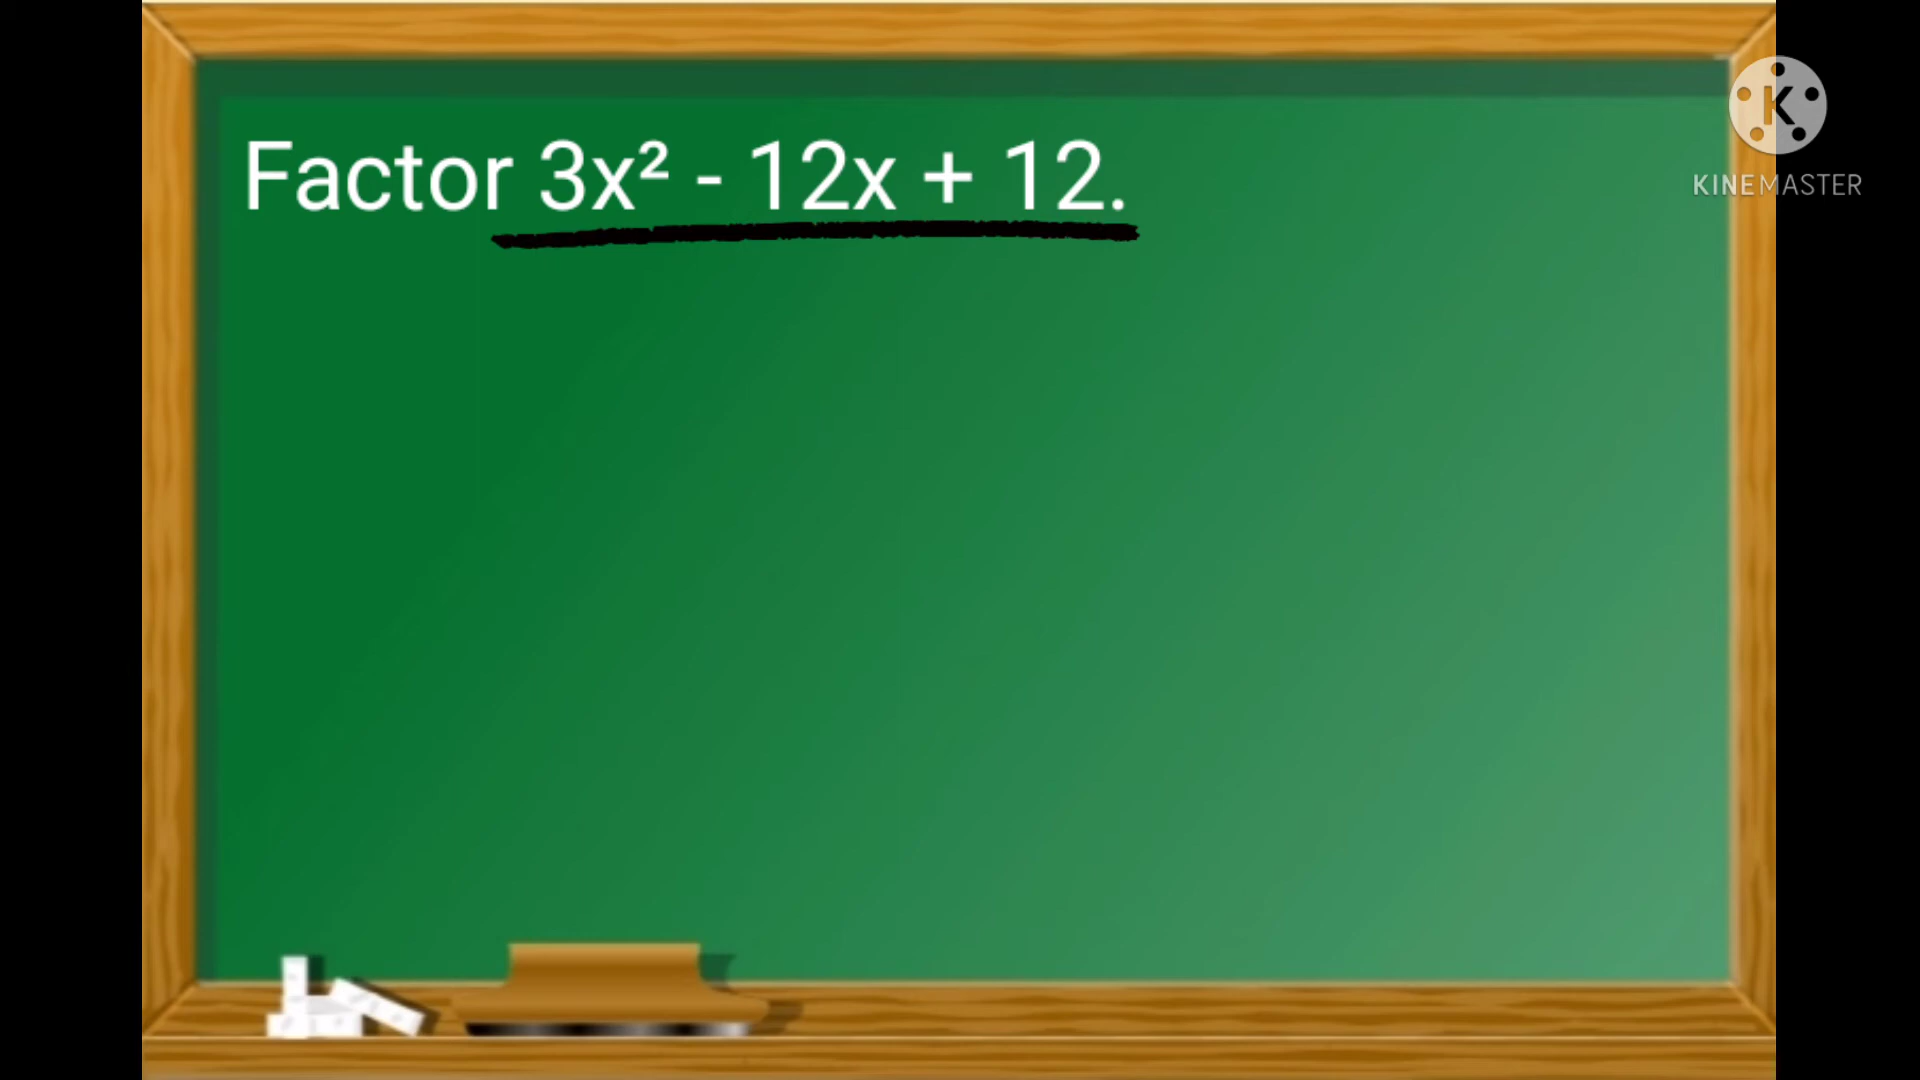 Factor 3x² - 12x + 12.
K
KINEMASTER